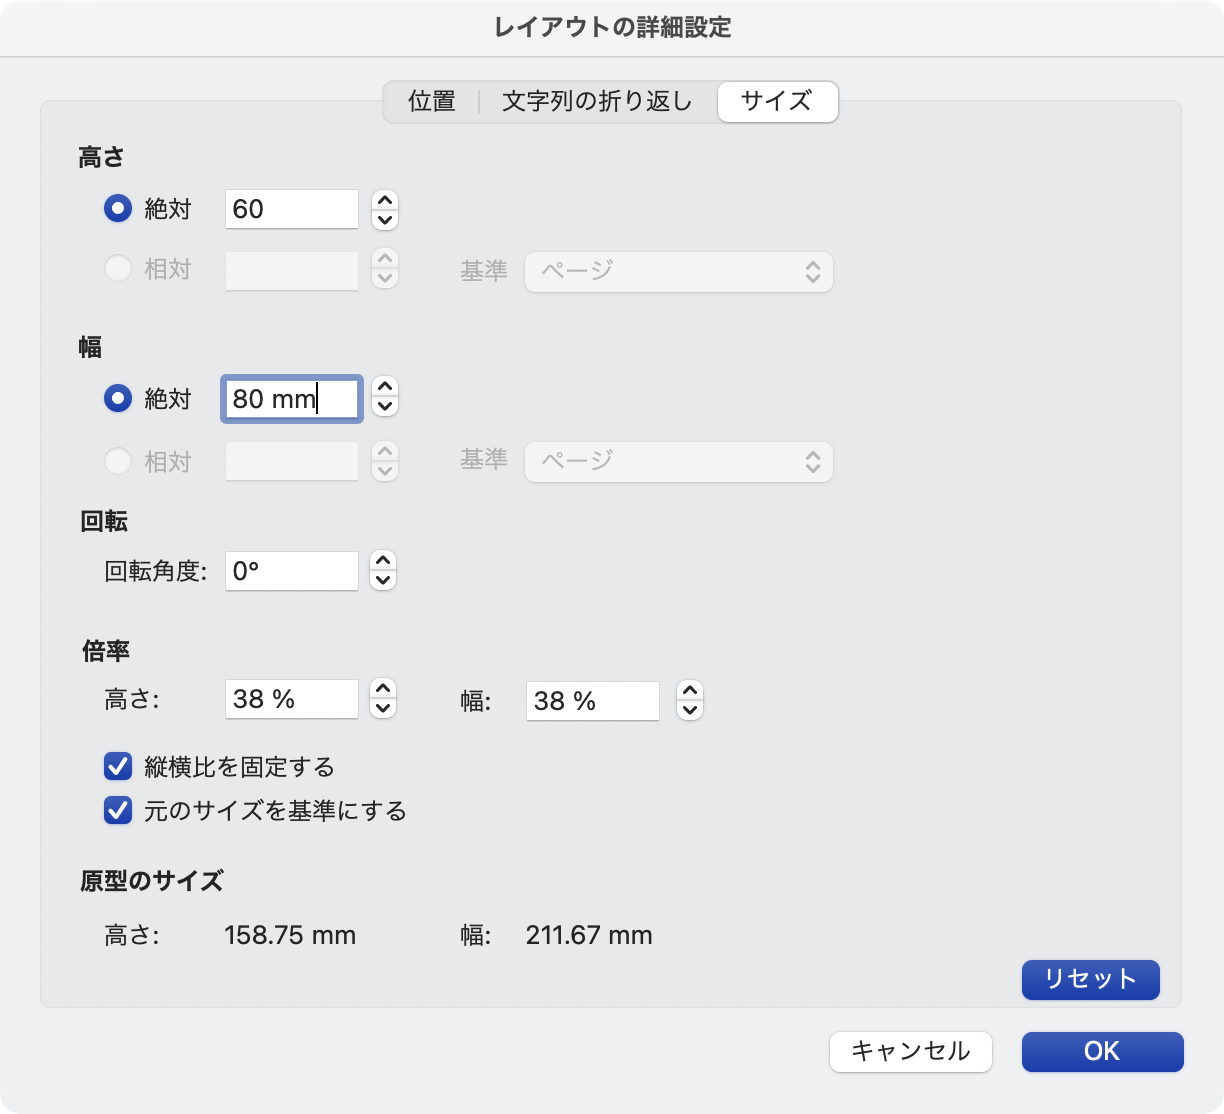 レイアウトの詳細設定
位置 文字列の折り返し サイズ
高さ
絶対 60
相対 基準 ページ
幅
絶対 80 mm
相対 基準 ページ
回転
回転角度: 0°
倍率
高さ: 38 % 幅: 38 %
縦横比を固定する
元のサイズを基準にする
原型のサイズ
高さ: 158.75 mm 幅: 211.67 mm
リセット
キャンセル OK